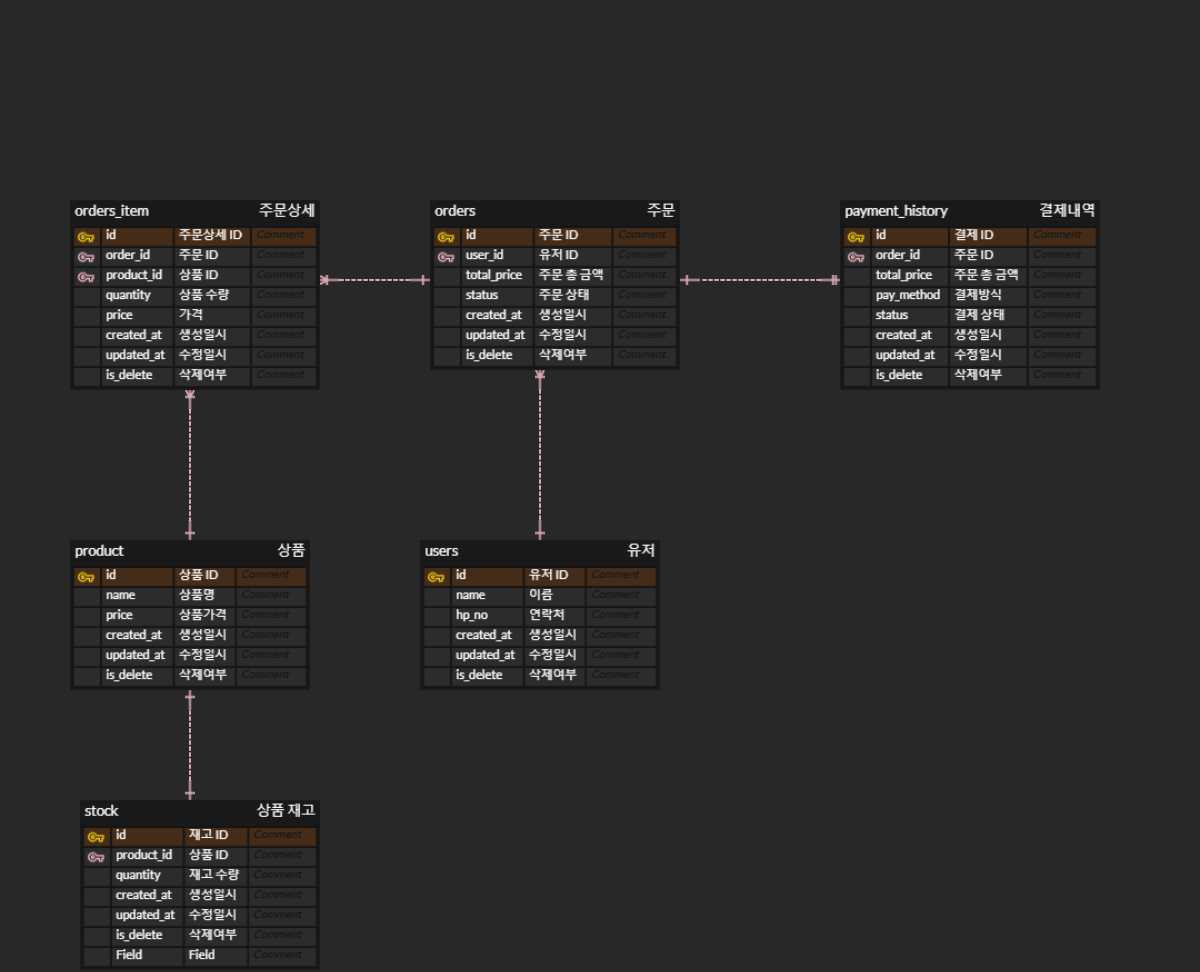 orders_item 주문상세
id 주문상세 ID Comment
order_id 주문 ID Comment
product_id 상품 ID Comment
quantity 상품 수량 Comment
price 가격 Comment
created_at 생성일시 Comment
updated_at 수정일시 Comment
is_delete 삭제여부 Comment
orders 주문
id 주문 ID Comment
user_id 유저 ID Comment
total_price 주문 총 금액 Comment
status 주문 상태 Comment
created_at 생성일시 Comment
updated_at 수정일시 Comment
is_delete 삭제여부 Comment
payment_history 결제내역
id 결제 ID Comment
order_id 주문 ID Comment
total_price 주문 총 금액 Comment
pay_method 결제방식 Comment
status 결제 상태 Comment
created_at 생성일시 Comment
updated_at 수정일시 Comment
is_delete 삭제여부 Comment
product 상품
id 상품 ID Comment
name 상품명 Comment
price 상품가격 Comment
created_at 생성일시 Comment
updated_at 수정일시 Comment
is_delete 삭제여부 Comment
users 유저
id 유저 ID Comment
name 이름 Comment
hp_no 연락처 Comment
created_at 생성일시 Comment
updated_at 수정일시 Comment
is_delete 삭제여부 Comment
stock 상품 재고
id 재고 ID Comment
product_id 상품 ID Comment
quantity 재고 수량 Comment
created_at 생성일시 Comment
updated_at 수정일시 Comment
is_delete 삭제여부 Comment
Field Field Comment